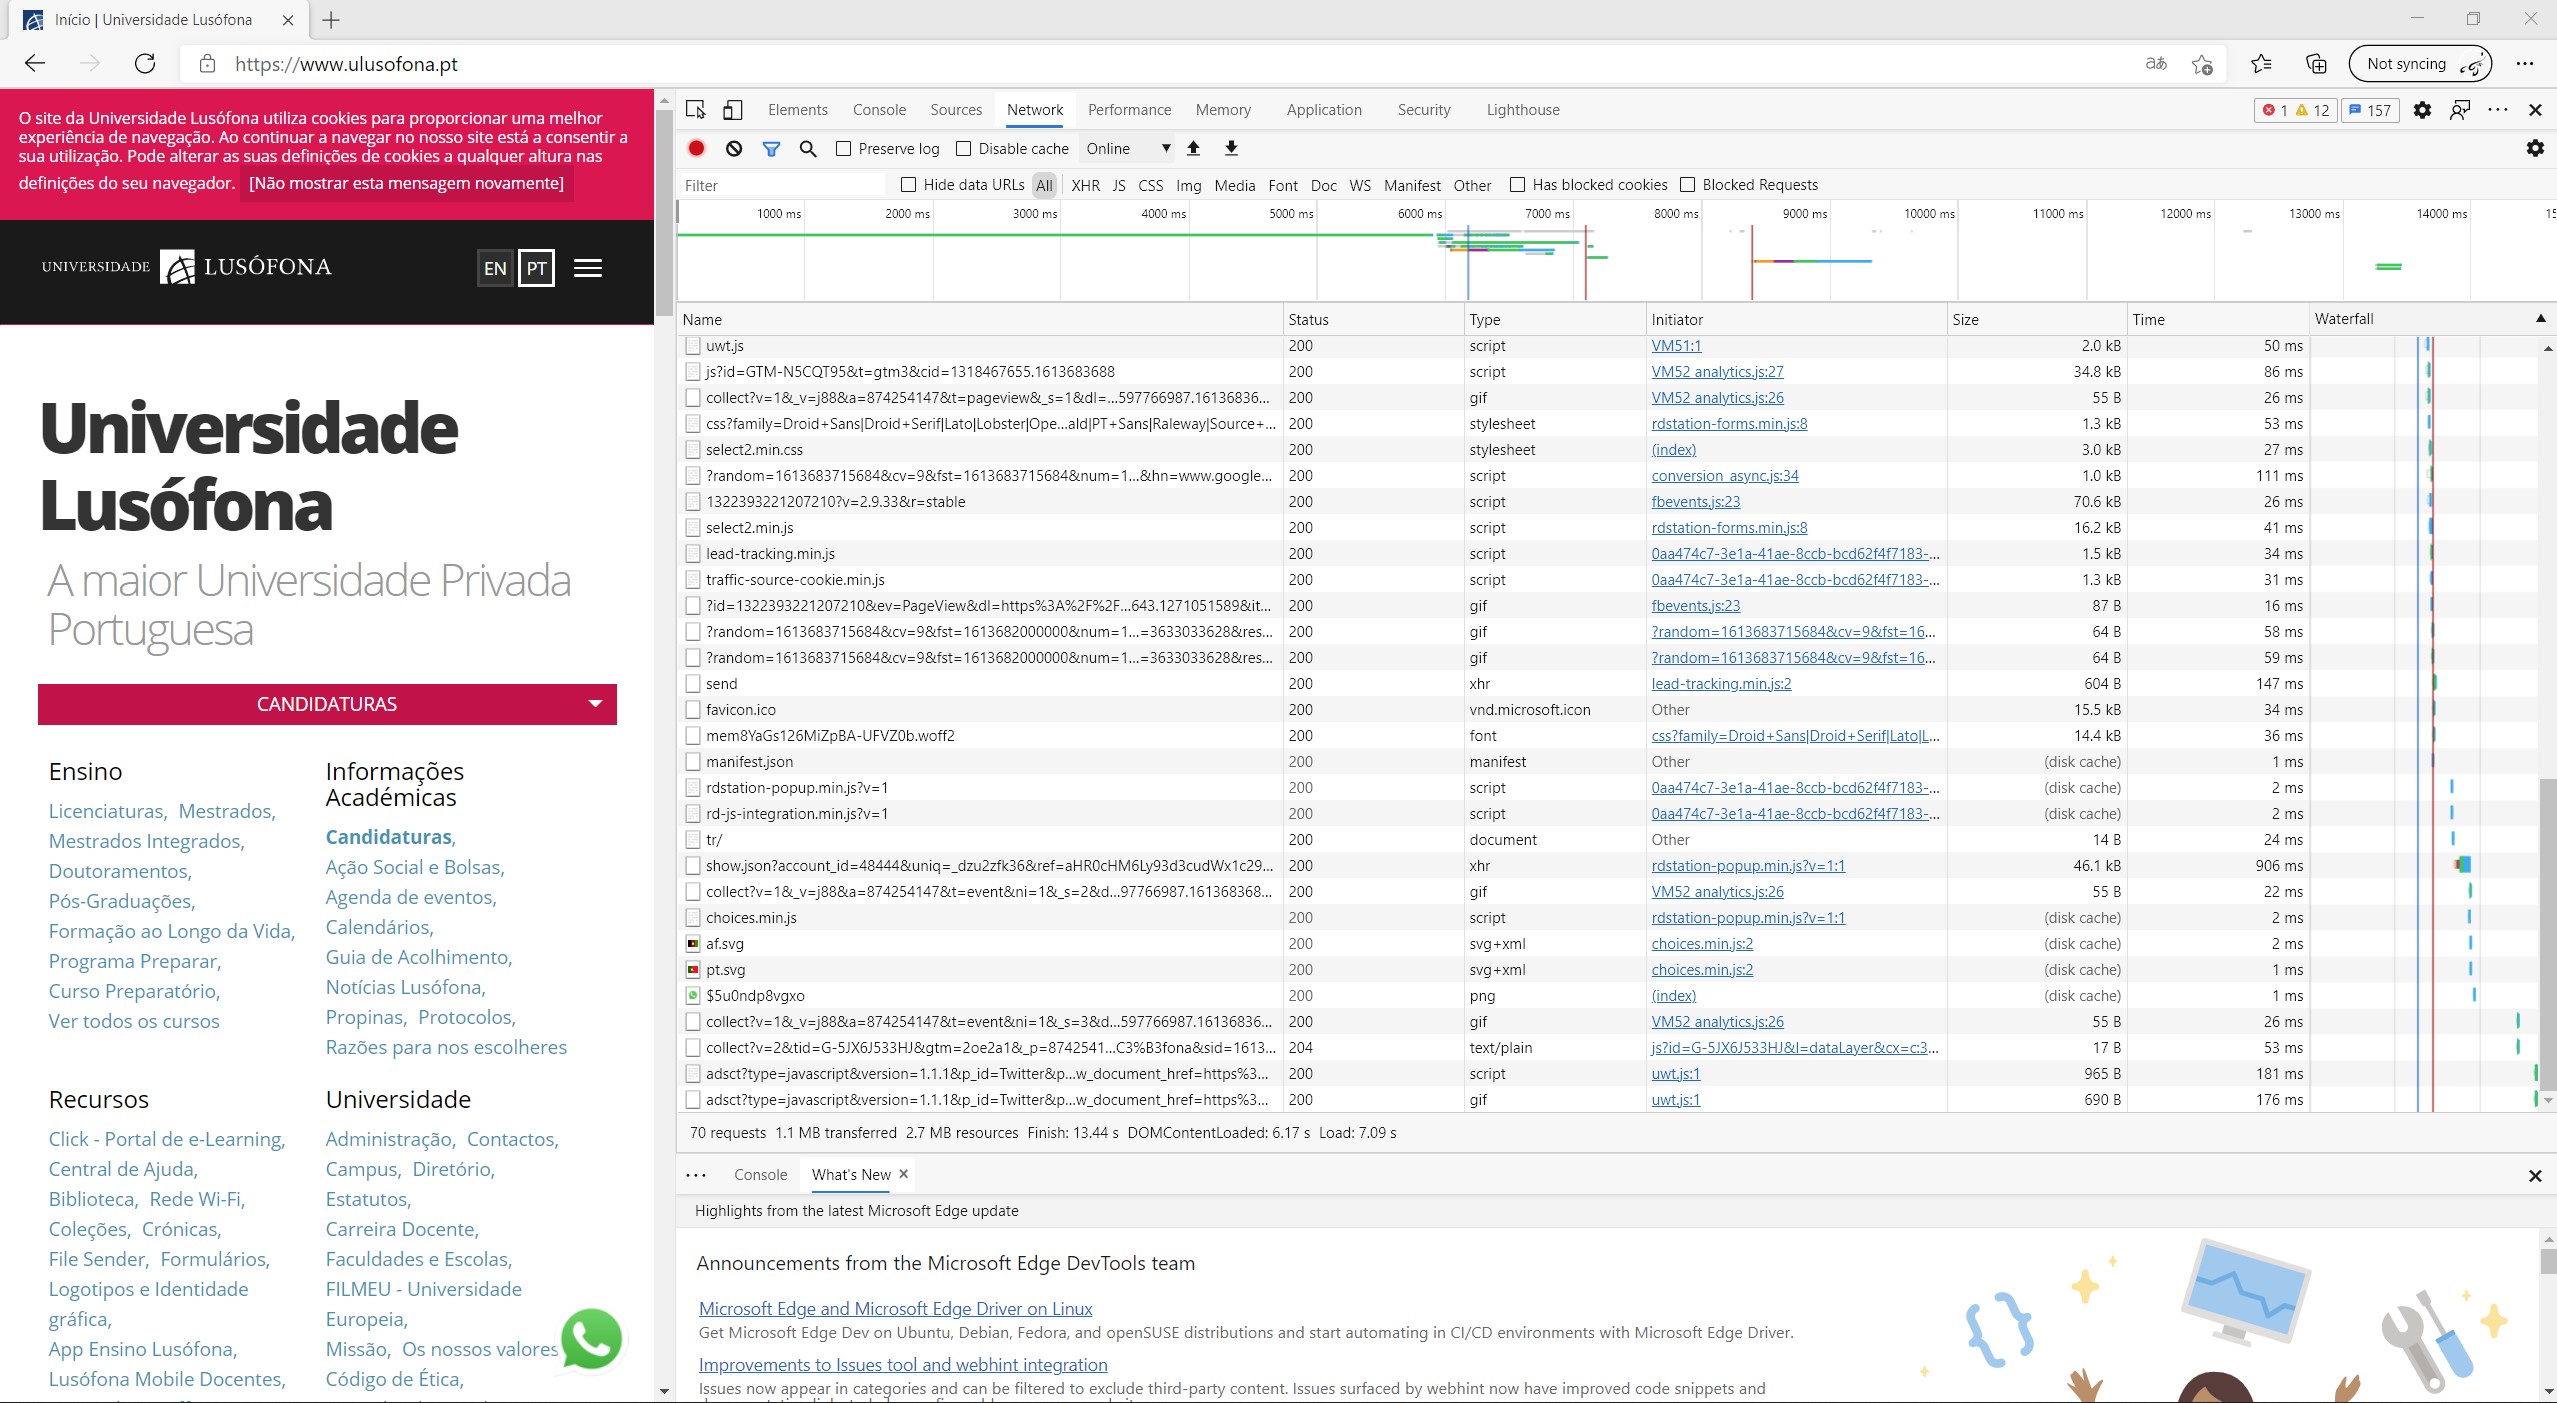 Início | Universidade Lusófona
https://www.ulusofona.pt
aあ
Not syncing
O site da Universidade Lusófona utiliza cookies para proporcionar uma melhor
experiência de navegação. Ao continuar a navegar no nosso site está a consentir a
sua utilização. Pode alterar as suas definições de cookies a qualquer altura nas
definições do seu navegador. [Não mostrar esta mensagem novamente]
UNIVERSIDADE LUSÓFONA
EN PT
Universidade
Lusófona
A maior Universidade Privada
Portuguesa
CANDIDATURAS
Ensino
Licenciaturas, Mestrados,
Mestrados Integrados,
Doutoramentos,
Pós-Graduações,
Formação ao Longo da Vida,
Programa Preparar,
Curso Preparatório,
Ver todos os cursos
Informações
Académicas
Candidaturas,
Ação Social e Bolsas,
Agenda de eventos,
Calendários,
Guia de Acolhimento,
Notícias Lusófona,
Propinas, Protocolos,
Razões para nos escolheres
Recursos
Click - Portal de e-Learning,
Central de Ajuda,
Biblioteca, Rede Wi-Fi,
Coleções, Crónicas,
File Sender, Formulários,
Logotipos e Identidade
gráfica,
App Ensino Lusófona,
Lusófona Mobile Docentes,
Universidade
Administração, Contactos,
Campus, Diretório,
Estatutos,
Carreira Docente,
Faculdades e Escolas,
FILMEU - Universidade
Europeia,
Missão, Os nossos valores
Código de Ética,
Elements Console Sources Network Performance Memory Application Security Lighthouse 1 12 157
Preserve log Disable cache Online
Filter Hide data URLs All XHR JS CSS Img Media Font Doc WS Manifest Other Has blocked cookies Blocked Requests
1000 ms 2000 ms 3000 ms 4000 ms 5000 ms 6000 ms 7000 ms 8000 ms 9000 ms 10000 ms 11000 ms 12000 ms 13000 ms 14000 ms 15
Name Status Type Initiator Size Time Waterfall
uwt.js 200 script VM51:1 2.0 kB 50 ms
js?id=GTM-N5CQT95&t=gtm3&cid=1318467655.1613683688 200 script VM52 analytics.js:27 34.8 kB 86 ms
collect?v=1&_v=j88&a=874254147&t=pageview&_s=1&dl=...597766987.16136836... 200 gif VM52 analytics.js:26 55 B 26 ms
css?family=Droid+Sans|Droid+Serif|Lato|Lobster|Ope...ald|PT+Sans|Raleway|Source+... 200 stylesheet rdstation-forms.min.js:8 1.3 kB 53 ms
select2.min.css 200 stylesheet (index) 3.0 kB 27 ms
?random=1613683715684&cv=9&fst=1613683715684&num=1...&hn=www.google... 200 script conversion_async.js:34 1.0 kB 111 ms
1322393221207210?v=2.9.33&r=stable 200 script fbevents.js:23 70.6 kB 26 ms
select2.min.js 200 script rdstation-forms.min.js:8 16.2 kB 41 ms
lead-tracking.min.js 200 script 0aa474c7-3e1a-41ae-8ccb-bcd62f4f7183-... 1.5 kB 34 ms
traffic-source-cookie.min.js 200 script 0aa474c7-3e1a-41ae-8ccb-bcd62f4f7183-... 1.3 kB 31 ms
?id=1322393221207210&ev=PageView&dl=https%3A%2F%2F...643.1271051589&it... 200 gif fbevents.js:23 87 B 16 ms
?random=1613683715684&cv=9&fst=1613682000000&num=1...=3633033628&res... 200 gif ?random=1613683715684&cv=9&fst=16... 64 B 58 ms
?random=1613683715684&cv=9&fst=1613682000000&num=1...=3633033628&res... 200 gif ?random=1613683715684&cv=9&fst=16... 64 B 59 ms
send 200 xhr lead-tracking.min.js:2 604 B 147 ms
favicon.ico 200 vnd.microsoft.icon Other 15.5 kB 34 ms
mem8YaGs126MiZpBA-UFVZ0b.woff2 200 font css?family=Droid+Sans|Droid+Serif|Lato|L... 14.4 kB 36 ms
manifest.json 200 manifest Other (disk cache) 1 ms
rdstation-popup.min.js?v=1 200 script 0aa474c7-3e1a-41ae-8ccb-bcd62f4f7183-... (disk cache) 2 ms
rd-js-integration.min.js?v=1 200 script 0aa474c7-3e1a-41ae-8ccb-bcd62f4f7183-... (disk cache) 2 ms
tr/ 200 document Other 14 B 24 ms
show.json?account_id=48444&uniq=_dzu2zfk36&ref=aHR0cHM6Ly93d3cudWx1c29... 200 xhr rdstation-popup.min.js?v=1:1 46.1 kB 906 ms
collect?v=1&_v=j88&a=874254147&t=event&ni=1&_s=2&d...97766987.161368368... 200 gif VM52 analytics.js:26 55 B 22 ms
choices.min.js 200 script rdstation-popup.min.js?v=1:1 (disk cache) 2 ms
af.svg 200 svg+xml choices.min.js:2 (disk cache) 2 ms
pt.svg 200 svg+xml choices.min.js:2 (disk cache) 1 ms
$5u0ndp8vgxo 200 png (index) (disk cache) 1 ms
collect?v=1&_v=j88&a=874254147&t=event&ni=1&_s=3&d...597766987.16136836... 200 gif VM52 analytics.js:26 55 B 26 ms
collect?v=2&tid=G-5JX6J533HJ&gtm=2oe2a1&_p=8742541...C3%B3fona&sid=1613... 204 text/plain js?id=G-5JX6J533HJ&l=dataLayer&cx=c:3... 17 B 53 ms
adsct?type=javascript&version=1.1.1&p_id=Twitter&p...w_document_href=https%3... 200 script uwt.js:1 965 B 181 ms
adsct?type=javascript&version=1.1.1&p_id=Twitter&p...w_document_href=https%3... 200 gif uwt.js:1 690 B 176 ms
70 requests 1.1 MB transferred 2.7 MB resources Finish: 13.44 s DOMContentLoaded: 6.17 s Load: 7.09 s
Console What's New
Highlights from the latest Microsoft Edge update
Announcements from the Microsoft Edge DevTools team
Microsoft Edge and Microsoft Edge Driver on Linux
Get Microsoft Edge Dev on Ubuntu, Debian, Fedora, and openSUSE distributions and start automating in CI/CD environments with Microsoft Edge Driver.
Improvements to Issues tool and webhint integration
Issues now appear in categories and can be filtered to exclude third-party content. Issues surfaced by webhint now have improved code snippets and